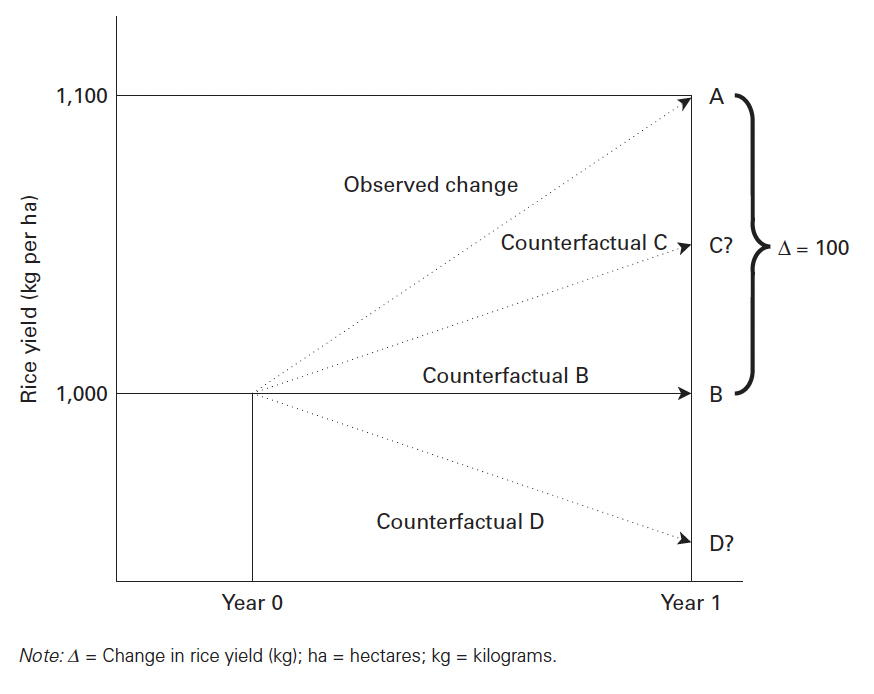 1,100
A
Observed change
Counterfactual C
C?
Δ = 100
Rice yield (kg per ha)
Counterfactual B
1,000
B
Counterfactual D
D?
Year 0
Year 1
Note: Δ = Change in rice yield (kg); ha = hectares; kg = kilograms.